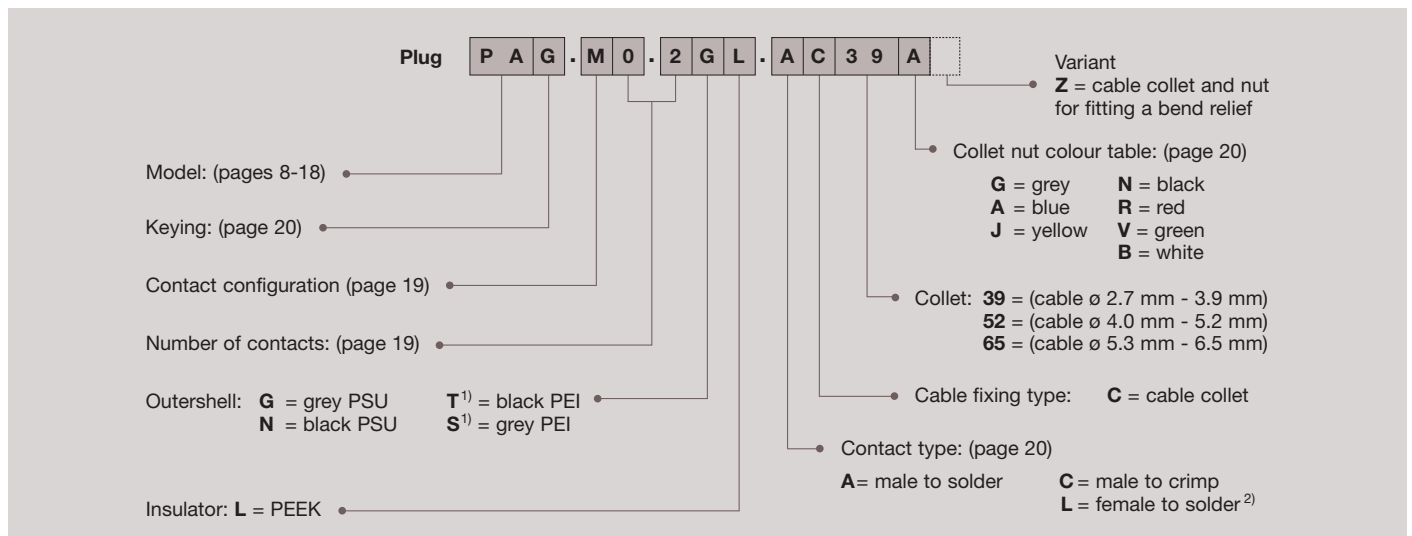 Plug P A G . M 0 . 2 G L . A C 3 9 A
Variant
Z = cable collet and nut
for fitting a bend relief
Collet nut colour table: (page 20)
G = grey N = black
A = blue R = red
J = yellow V = green
B = white
Model: (pages 8-18)
Keying: (page 20)
Contact configuration (page 19)
Collet: 39 = (cable ø 2.7 mm - 3.9 mm)
52 = (cable ø 4.0 mm - 5.2 mm)
65 = (cable ø 5.3 mm - 6.5 mm)
Number of contacts: (page 19)
Outershell: G = grey PSU T 1) = black PEI
N = black PSU S 1) = grey PEI
Cable fixing type: C = cable collet
Contact type: (page 20)
A= male to solder C = male to crimp
L = female to solder 2)
Insulator: L = PEEK